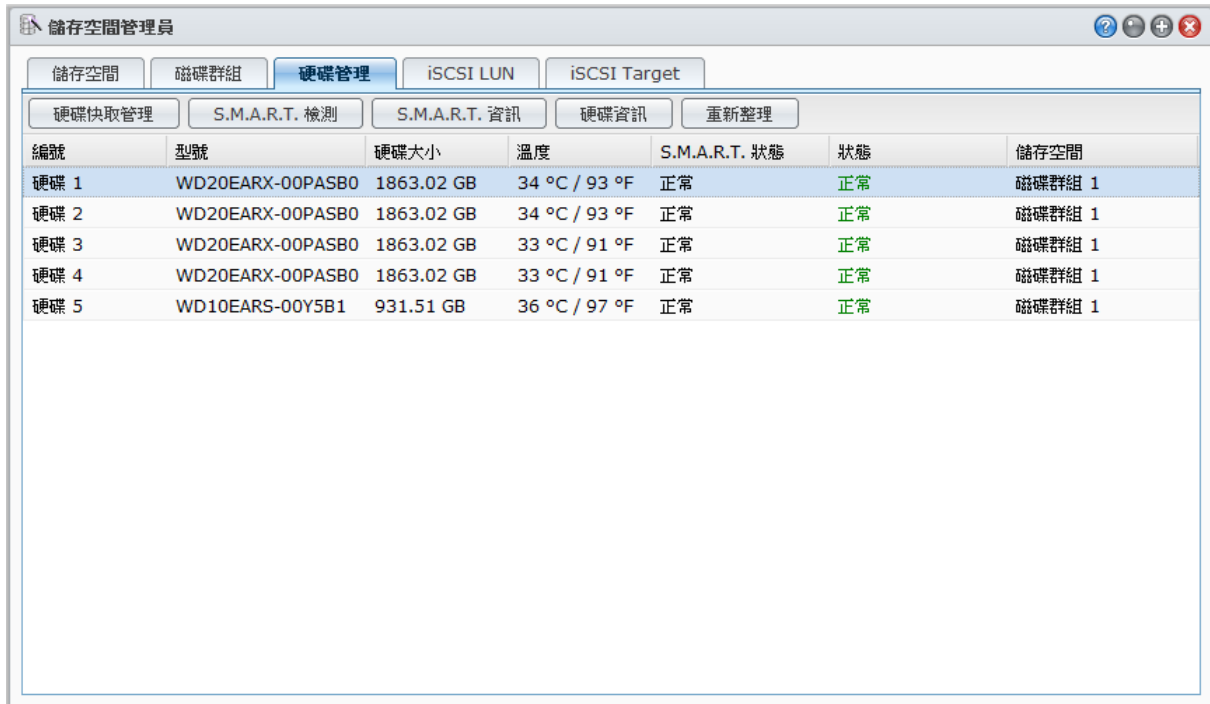 儲存空間管理員
儲存空間 磁碟群組 硬碟管理 iSCSI LUN iSCSI Target
硬碟快取管理 S.M.A.R.T. 檢測 S.M.A.R.T. 資訊 硬碟資訊 重新整理
編號 型號 硬碟大小 溫度 S.M.A.R.T. 狀態 狀態 儲存空間
硬碟 1 WD20EARX-00PASB0 1863.02 GB 34 °C / 93 °F 正常 正常 磁碟群組 1
硬碟 2 WD20EARX-00PASB0 1863.02 GB 34 °C / 93 °F 正常 正常 磁碟群組 1
硬碟 3 WD20EARX-00PASB0 1863.02 GB 33 °C / 91 °F 正常 正常 磁碟群組 1
硬碟 4 WD20EARX-00PASB0 1863.02 GB 33 °C / 91 °F 正常 正常 磁碟群組 1
硬碟 5 WD10EARS-00Y5B1 931.51 GB 36 °C / 97 °F 正常 正常 磁碟群組 1